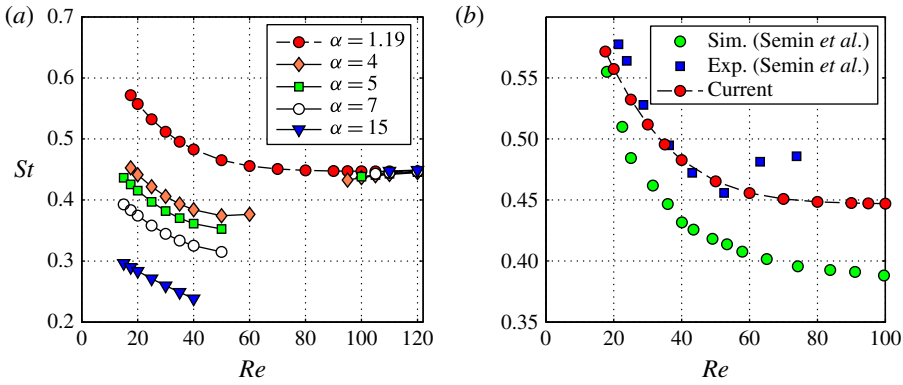 (a)
0.7
0.6
0.5
St
0.4
0.3
0.2
0 20 40 60 80 100 120
Re
α = 1.19
α = 4
α = 5
α = 7
α = 15
(b)
0.55
0.50
0.45
0.40
0.35
0 20 40 60 80 100
Re
Sim. (Semin et al.)
Exp. (Semin et al.)
Current